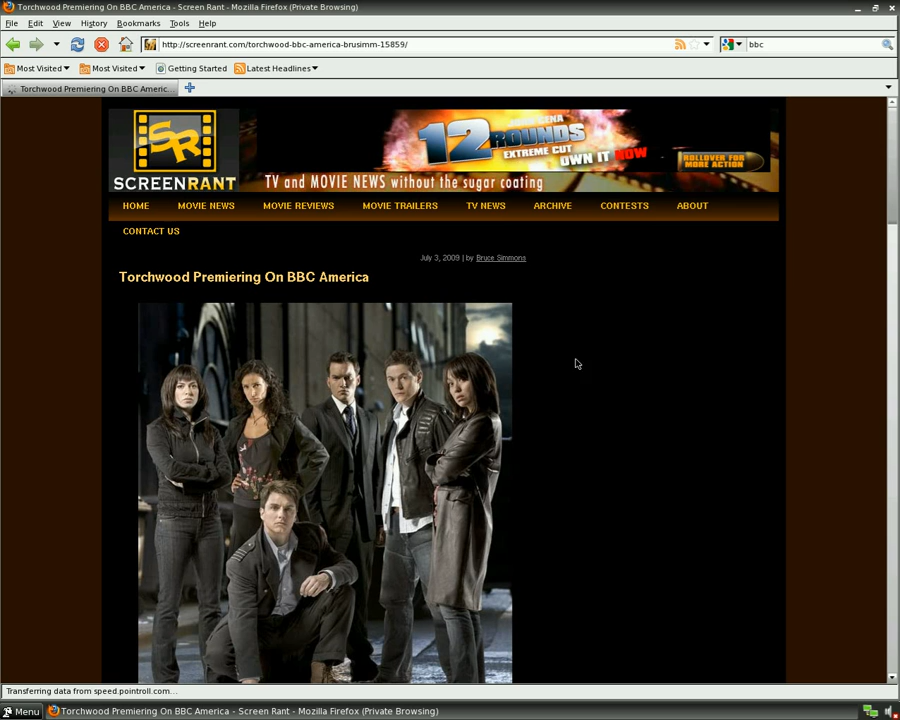 Torchwood Premiering On BBC America - Screen Rant - Mozilla Firefox (Private Browsing)
File Edit View History Bookmarks Tools Help
http://screenrant.com/torchwood-bbc-america-brusimm-15859/
bbc
Most Visited Most Visited Getting Started Latest Headlines
Torchwood Premiering On BBC Americ...
SR
SCREENRANT
JOHN CENA
12 ROUNDS
EXTREME CUT
OWN IT NOW
ROLLOVER FOR
MORE ACTION
TV and MOVIE NEWS without the sugar coating
HOME MOVIE NEWS MOVIE REVIEWS MOVIE TRAILERS TV NEWS ARCHIVE CONTESTS ABOUT
CONTACT US
July 3, 2009 | by Bruce Simmons
Torchwood Premiering On BBC America
Transferring data from speed.pointroll.com...
Menu Torchwood Premiering On BBC America - Screen Rant - Mozilla Firefox (Private Browsing)